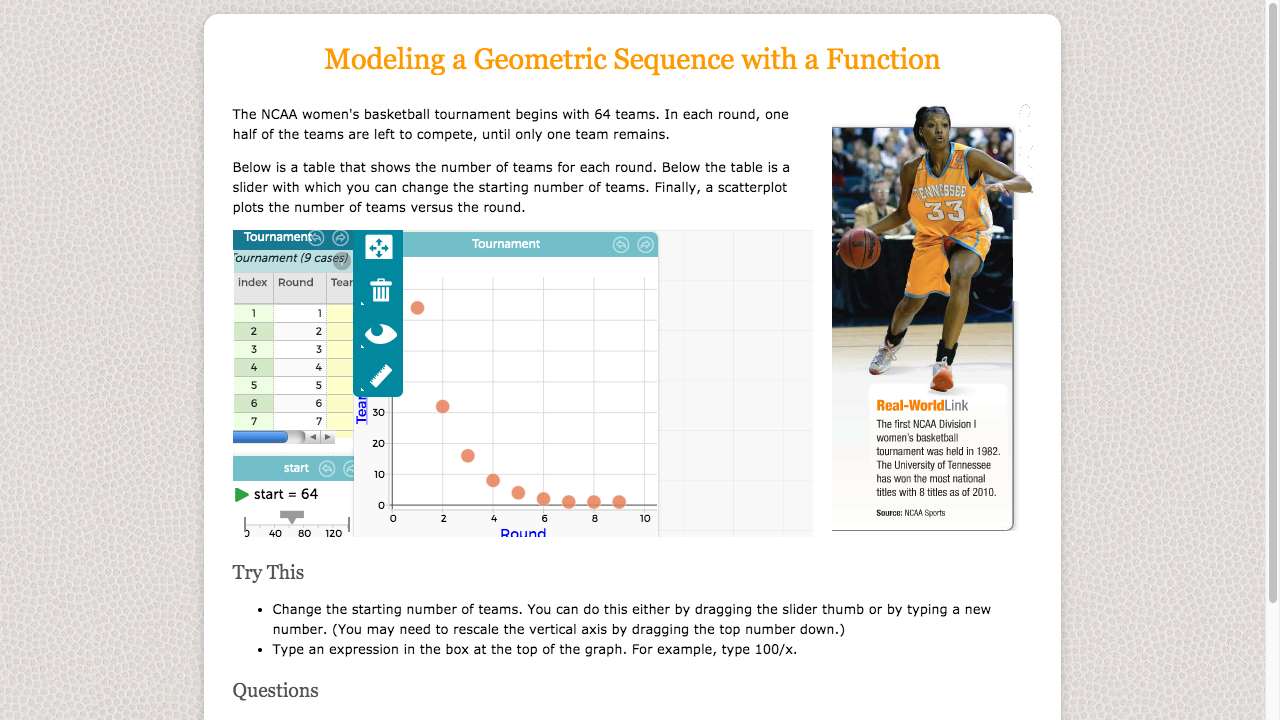 Modeling a Geometric Sequence with a Function
The NCAA women's basketball tournament begins with 64 teams. In each round, one
half of the teams are left to compete, until only one team remains.
Below is a table that shows the number of teams for each round. Below the table is a
slider with which you can change the starting number of teams. Finally, a scatterplot
plots the number of teams versus the round.
Tournament
Tournament (9 cases)
index Round Tear
1 1
2 2
3 3
4 4
5 5
6 6
7 7
start
start = 64
0 40 80 120
Tournament
Tear
30
20
10
0
0 2 4 6 8 10
Round
TENNESSEE
33
Real-WorldLink
The first NCAA Division I
women's basketball
tournament was held in 1982.
The University of Tennessee
has won the most national
titles with 8 titles as of 2010.
Source: NCAA Sports
Try This
• Change the starting number of teams. You can do this either by dragging the slider thumb or by typing a new
number. (You may need to rescale the vertical axis by dragging the top number down.)
• Type an expression in the box at the top of the graph. For example, type 100/x.
Questions